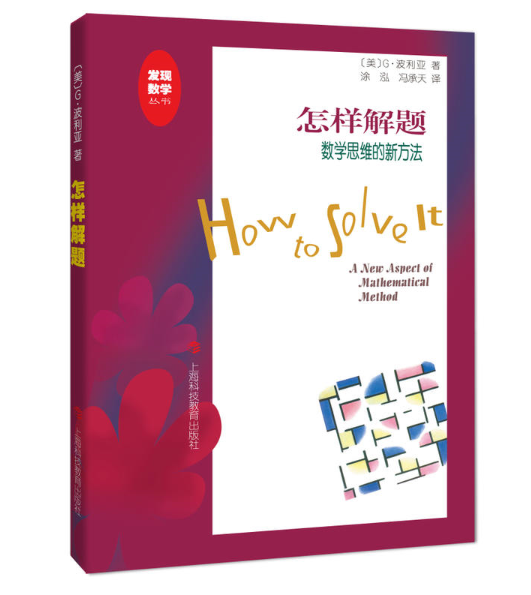 〔美〕G·波利亚 著
怎样解题
上海科技教育出版社
发现
数学
丛书
〔美〕G·波利亚 著
涂 泓 冯承天 译
怎样解题
数学思维的新方法
How to Solve It
A New Aspect of
Mathematical
Method
上海科技教育出版社